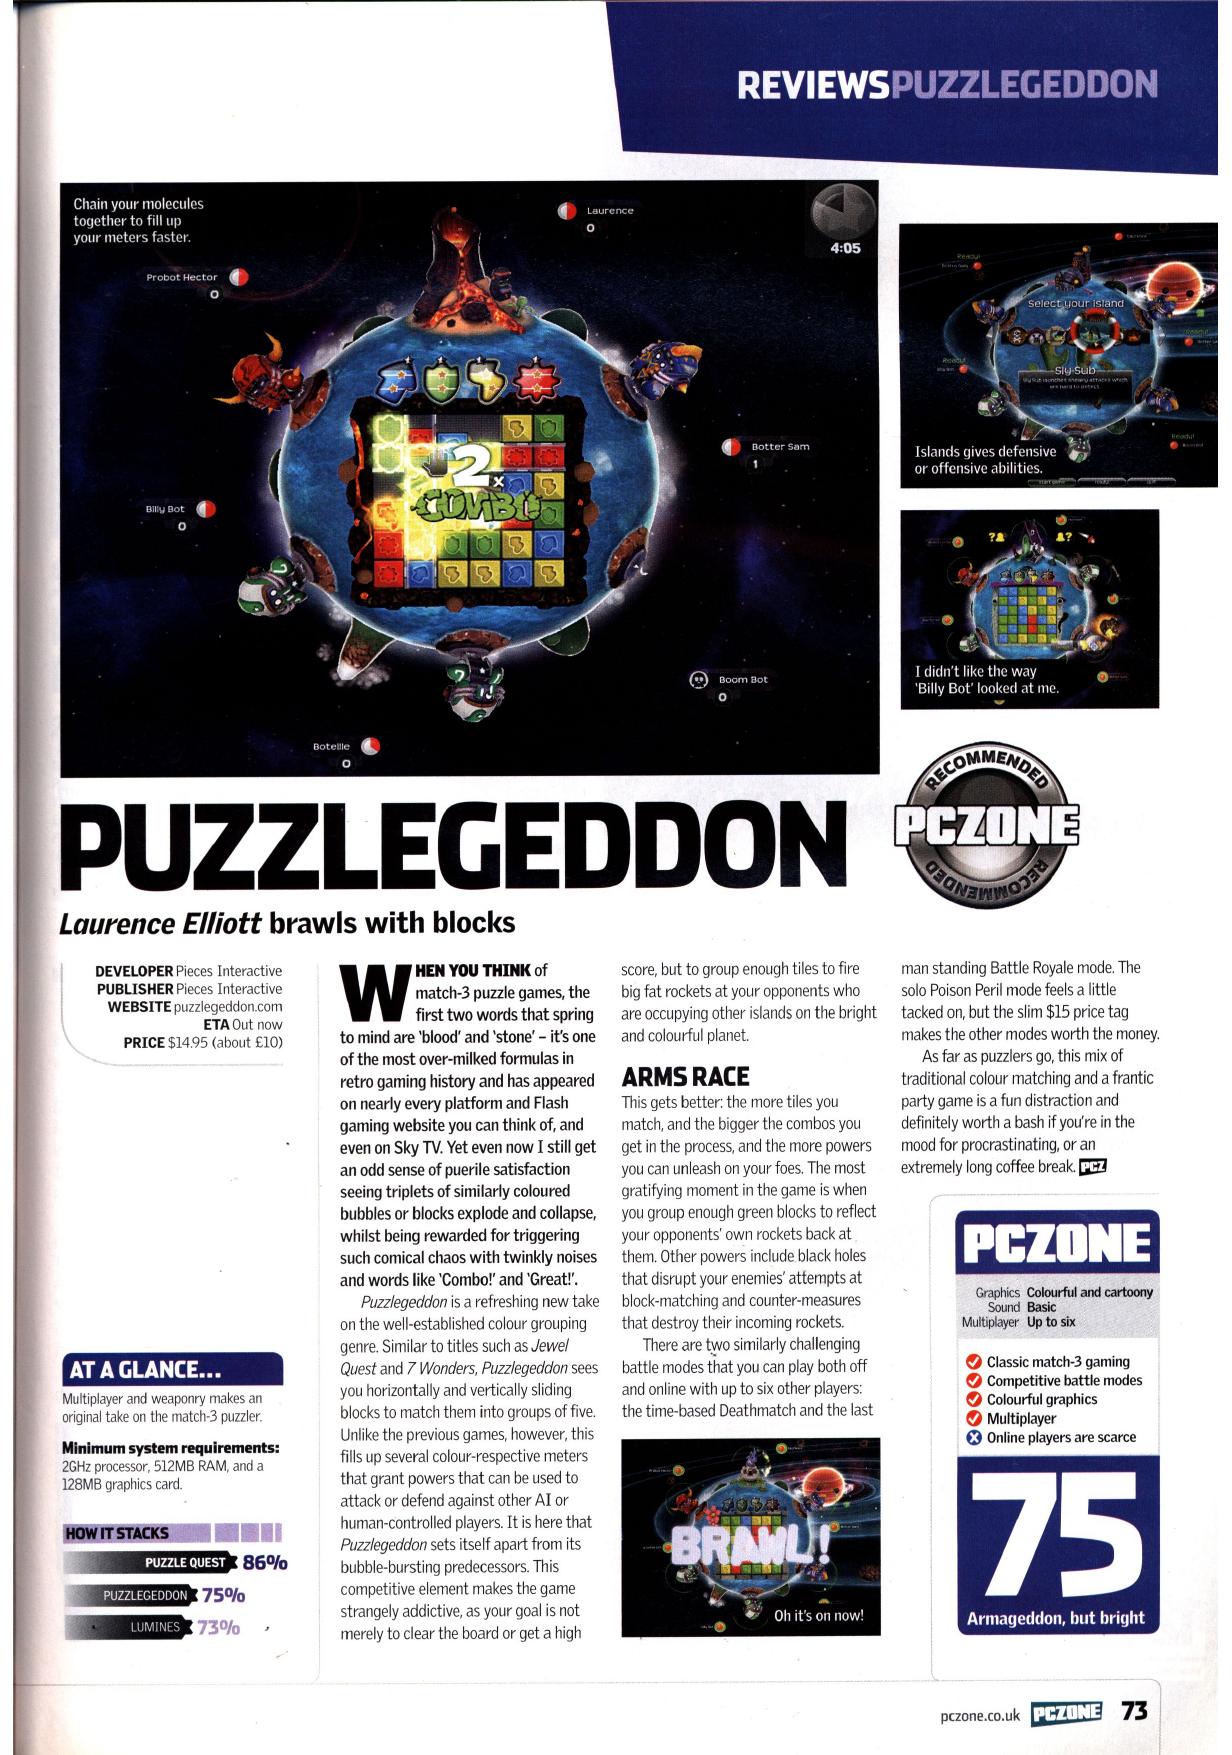 REVIEWSPUZZLEGEDDON
Chain your molecules
together to fill up
your meters faster.
Laurence
0
4:05
Probot Hector
0
2x
COMBO
Botter Sam
1
Billy Bot
0
Boom Bot
0
Botellie
0
Ready!
Select your island
Ready!
Ready!
Sly Sub
Sly Sub launches sneaky attacks which
are hard to detect.
Ready!
Islands gives defensive
or offensive abilities.
I didn't like the way
'Billy Bot' looked at me.
RECOMMENDED
PCZONE
RECOMMENDED
PUZZLEGEDDON
Laurence Elliott brawls with blocks
DEVELOPER Pieces Interactive
PUBLISHER Pieces Interactive
WEBSITE puzzlegeddon.com
ETA Out now
PRICE $14.95 (about £10)
AT A GLANCE...
Multiplayer and weaponry makes an
original take on the match-3 puzzler.
Minimum system requirements:
2GHz processor, 512MB RAM, and a
128MB graphics card.
HOW IT STACKS
PUZZLE QUEST 86%
PUZZLEGEDDON 75%
LUMINES 73%
WHEN YOU THINK of
match-3 puzzle games, the
first two words that spring
to mind are 'blood' and 'stone' – it's one
of the most over-milked formulas in
retro gaming history and has appeared
on nearly every platform and Flash
gaming website you can think of, and
even on Sky TV. Yet even now I still get
an odd sense of puerile satisfaction
seeing triplets of similarly coloured
bubbles or blocks explode and collapse,
whilst being rewarded for triggering
such comical chaos with twinkly noises
and words like 'Combo!' and 'Great!'.
Puzzlegeddon is a refreshing new take
on the well-established colour grouping
genre. Similar to titles such as Jewel
Quest and 7 Wonders, Puzzlegeddon sees
you horizontally and vertically sliding
blocks to match them into groups of five.
Unlike the previous games, however, this
fills up several colour-respective meters
that grant powers that can be used to
attack or defend against other AI or
human-controlled players. It is here that
Puzzlegeddon sets itself apart from its
bubble-bursting predecessors. This
competitive element makes the game
strangely addictive, as your goal is not
merely to clear the board or get a high
score, but to group enough tiles to fire
big fat rockets at your opponents who
are occupying other islands on the bright
and colourful planet.
ARMS RACE
This gets better: the more tiles you
match, and the bigger the combos you
get in the process, and the more powers
you can unleash on your foes. The most
gratifying moment in the game is when
you group enough green blocks to reflect
your opponents' own rockets back at
them. Other powers include black holes
that disrupt your enemies' attempts at
block-matching and counter-measures
that destroy their incoming rockets.
There are two similarly challenging
battle modes that you can play both off
and online with up to six other players:
the time-based Deathmatch and the last
BRAWL!
Oh it's on now!
man standing Battle Royale mode. The
solo Poison Peril mode feels a little
tacked on, but the slim $15 price tag
makes the other modes worth the money.
As far as puzzlers go, this mix of
traditional colour matching and a frantic
party game is a fun distraction and
definitely worth a bash if you're in the
mood for procrastinating, or an
extremely long coffee break. PCZ
PCZONE
Graphics Colourful and cartoony
Sound Basic
Multiplayer Up to six
Classic match-3 gaming
Competitive battle modes
Colourful graphics
Multiplayer
Online players are scarce
75
Armageddon, but bright
pczone.co.uk PCZONE 73